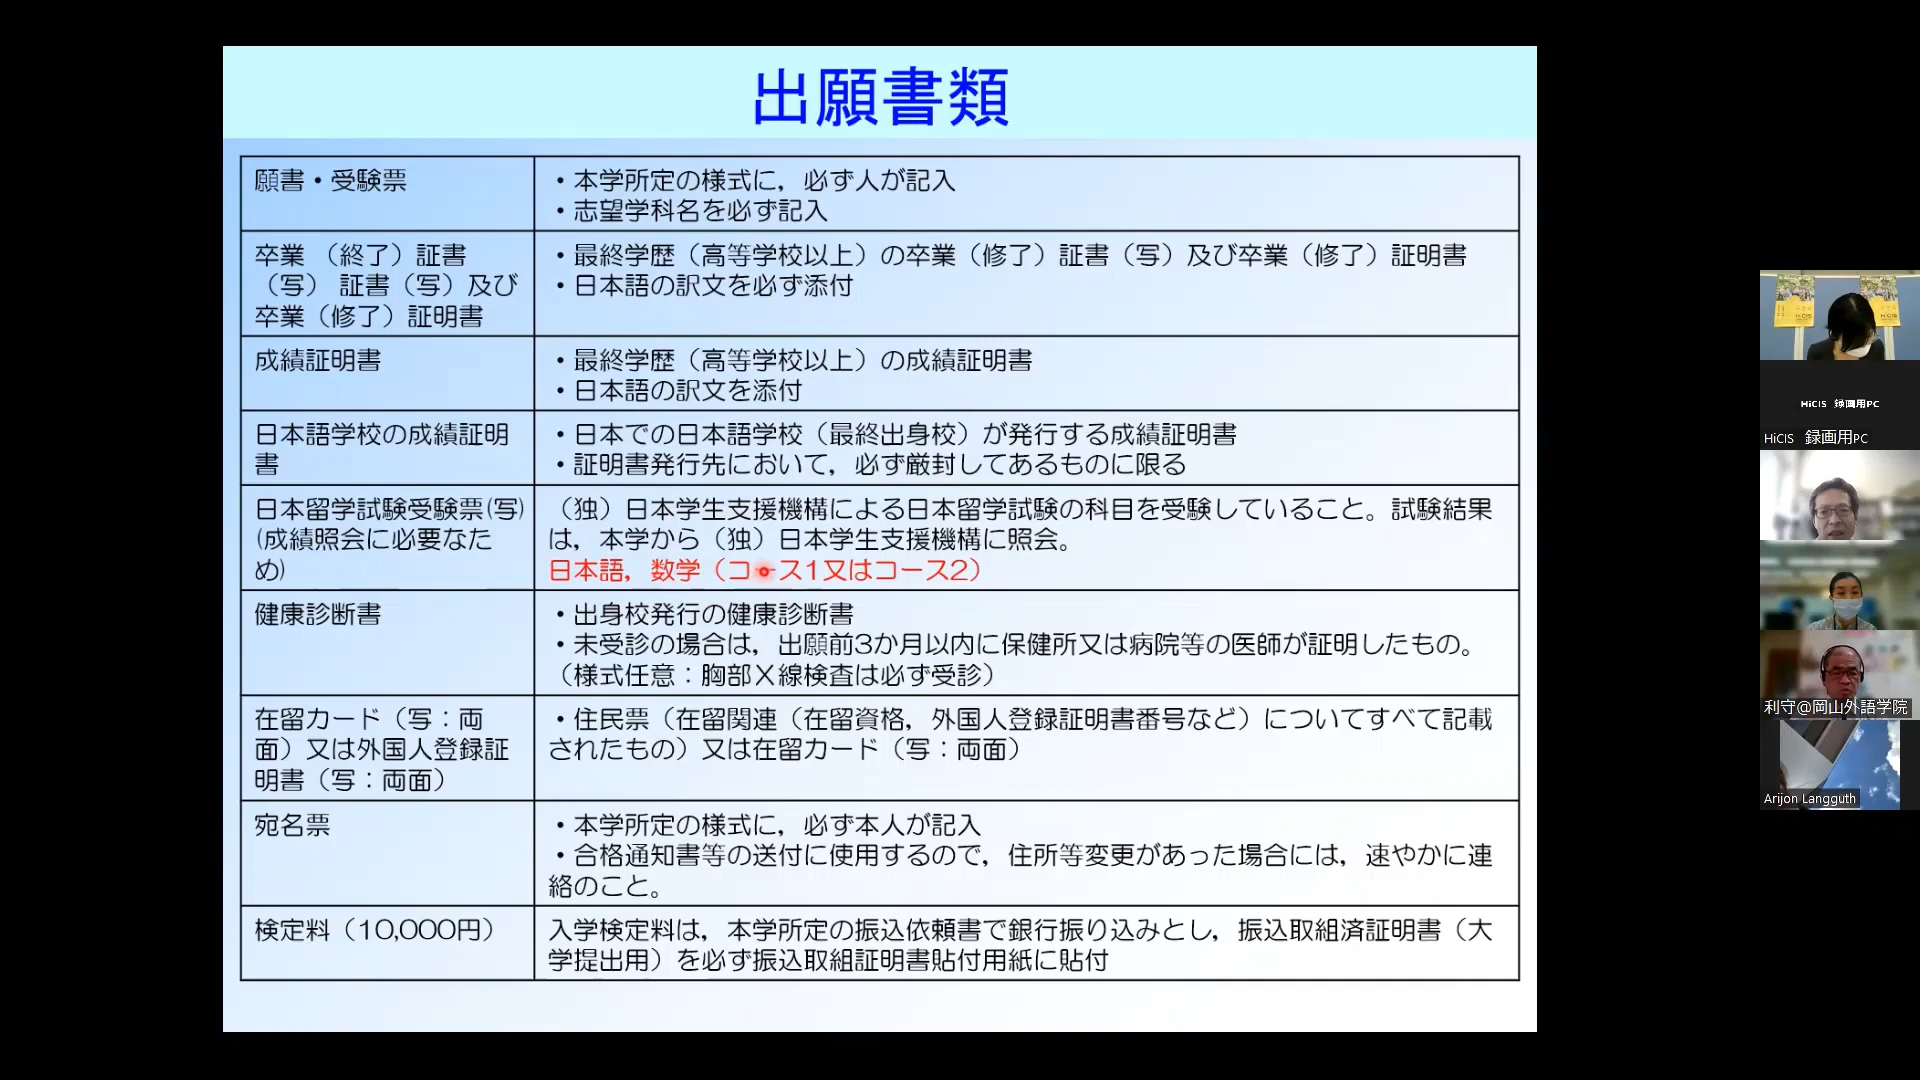 出願書類
願書・受験票
・本学所定の様式に，必ず人が記入
・志望学科名を必ず記入
卒業 （終了）証書
（写） 証書（写）及び
卒業（修了）証明書
・最終学歴（高等学校以上）の卒業（修了）証書（写）及び卒業（修了）証明書
・日本語の訳文を必ず添付
成績証明書
・最終学歴（高等学校以上）の成績証明書
・日本語の訳文を添付
日本語学校の成績証明
書
・日本での日本語学校（最終出身校）が発行する成績証明書
・証明書発行先において，必ず厳封してあるものに限る
日本留学試験受験票(写)
(成績照会に必要なた
め)
（独）日本学生支援機構による日本留学試験の科目を受験していること。試験結果
は，本学から（独）日本学生支援機構に照会。
日本語，数学（コース1又はコース2）
健康診断書
・出身校発行の健康診断書
・未受診の場合は，出願前3か月以内に保健所又は病院等の医師が証明したもの。
（様式任意：胸部Ｘ線検査は必ず受診）
在留カード（写：両
面）又は外国人登録証
明書（写：両面）
・住民票（在留関連（在留資格，外国人登録証明書番号など）についてすべて記載
されたもの）又は在留カード（写：両面）
宛名票
・本学所定の様式に，必ず本人が記入
・合格通知書等の送付に使用するので，住所等変更があった場合には，速やかに連
絡のこと。
検定料（10,000円）
入学検定料は，本学所定の振込依頼書で銀行振り込みとし，振込取組済証明書（大
学提出用）を必ず振込取組証明書貼付用紙に貼付
HiCIS 録画用PC
HiCIS 録画用PC
利守@岡山外語学院
Arijon Langguth